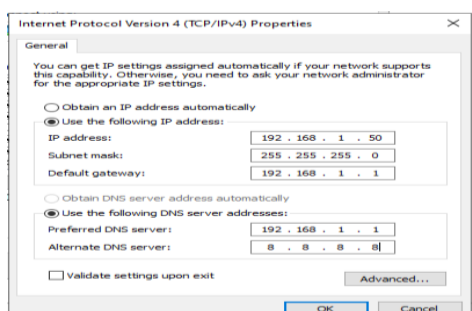 Internet Protocol Version 4 (TCP/IPv4) Properties
General
You can get IP settings assigned automatically if your network supports
this capability. Otherwise, you need to ask your network administrator
for the appropriate IP settings.
Obtain an IP address automatically
Use the following IP address:
IP address: 192 . 168 . 1 . 50
Subnet mask: 255 . 255 . 255 . 0
Default gateway: 192 . 168 . 1 . 1
Obtain DNS server address automatically
Use the following DNS server addresses:
Preferred DNS server: 192 . 168 . 1 . 1
Alternate DNS server: 8 . 8 . 8 . 8
Validate settings upon exit
Advanced...
OK Cancel